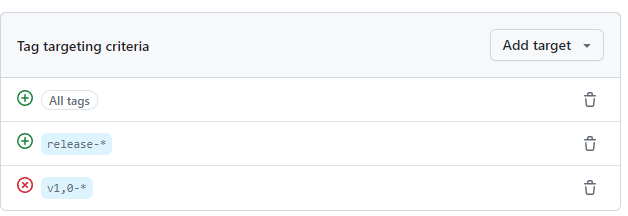 Tag targeting criteria
Add target
All tags
release-*
v1,0-*